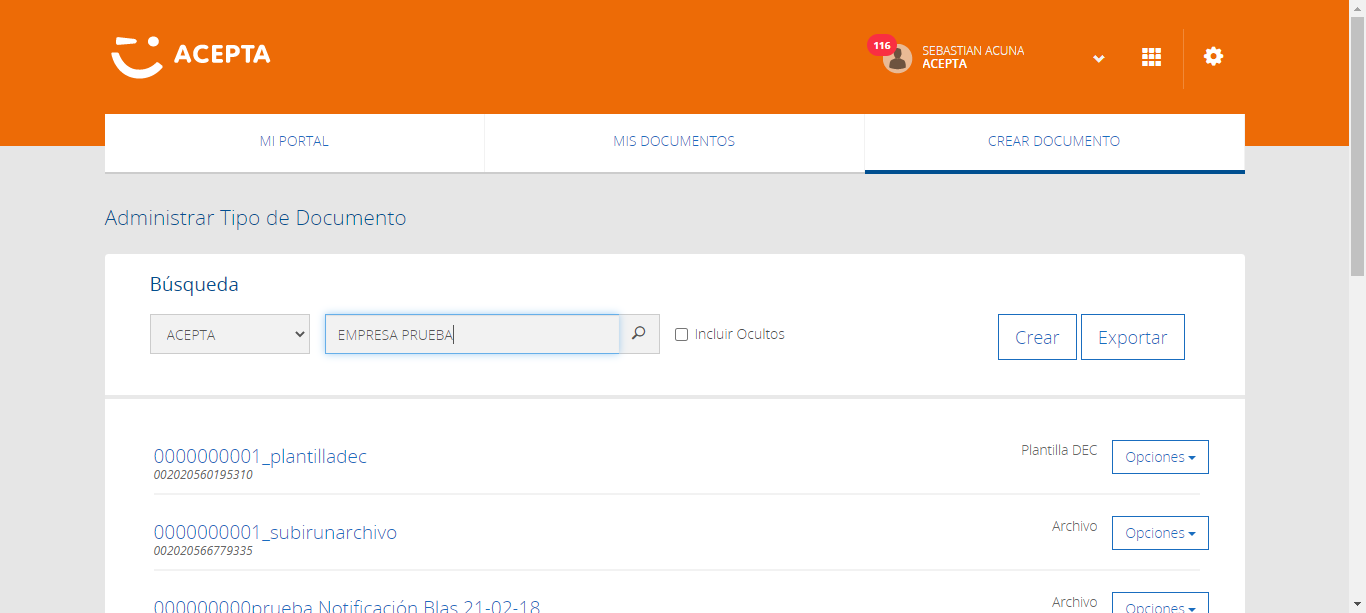 ACEPTA
116
SEBASTIAN ACUNA
ACEPTA
MI PORTAL
MIS DOCUMENTOS
CREAR DOCUMENTO
Administrar Tipo de Documento
Búsqueda
ACEPTA
EMPRESA PRUEBA
Incluir Ocultos
Crear
Exportar
0000000001_plantilladec
002020560195310
Plantilla DEC
Opciones
0000000001_subirunarchivo
002020566779335
Archivo
Opciones
000000000prueba Notificación Blas 21-02-18
Archivo
Opciones